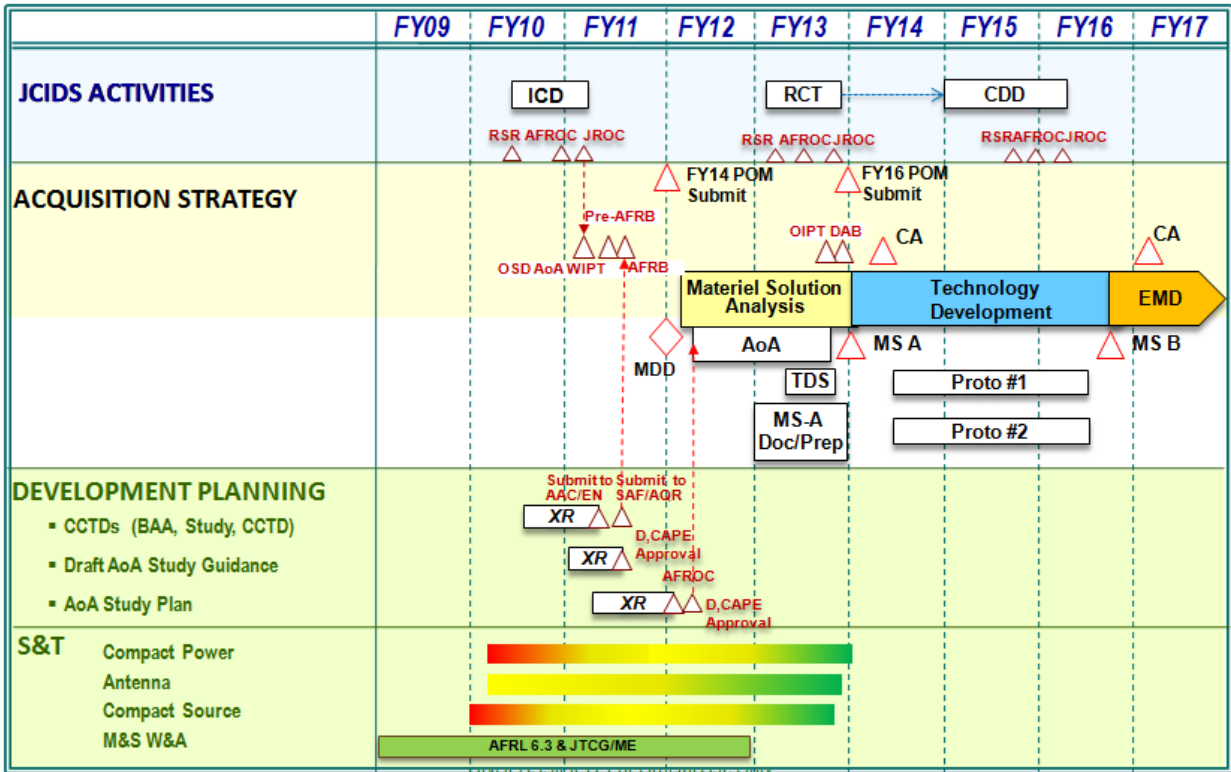 FY09 FY10 FY11 FY12 FY13 FY14 FY15 FY16 FY17
JCIDS ACTIVITIES
ICD
RCT
CDD
RSR AFROC JROC
RSR AFROC JROC
RSR AFROC JROC
ACQUISITION STRATEGY
FY14 POM
Submit
FY16 POM
Submit
Pre-AFRB
OSD AoA WIPT
AFRB
OIPT DAB
CA
CA
Materiel Solution
Analysis
Technology
Development
EMD
MDD
AoA
MS A
MS B
TDS
Proto #1
MS-A
Doc/Prep
Proto #2
DEVELOPMENT PLANNING
Submit to
AAC/EN
Submit to
SAF/AQR
▪ CCTDs (BAA, Study, CCTD)
XR
D,CAPE
Approval
▪ Draft AoA Study Guidance
XR
AFROC
▪ AoA Study Plan
XR
D,CAPE
Approval
S&T
Compact Power
Antenna
Compact Source
M&S W&A
AFRL 6.3 & JTCG/ME